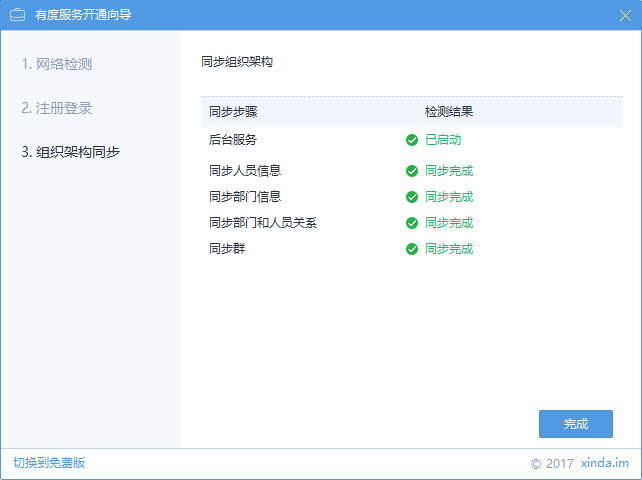 有度服务开通向导
1. 网络检测
2. 注册登录
3. 组织架构同步
同步组织架构
同步步骤 检测结果
后台服务 已启动
同步人员信息 同步完成
同步部门信息 同步完成
同步部门和人员关系 同步完成
同步群 同步完成
完成
切换到免费版 © 2017 xinda.im